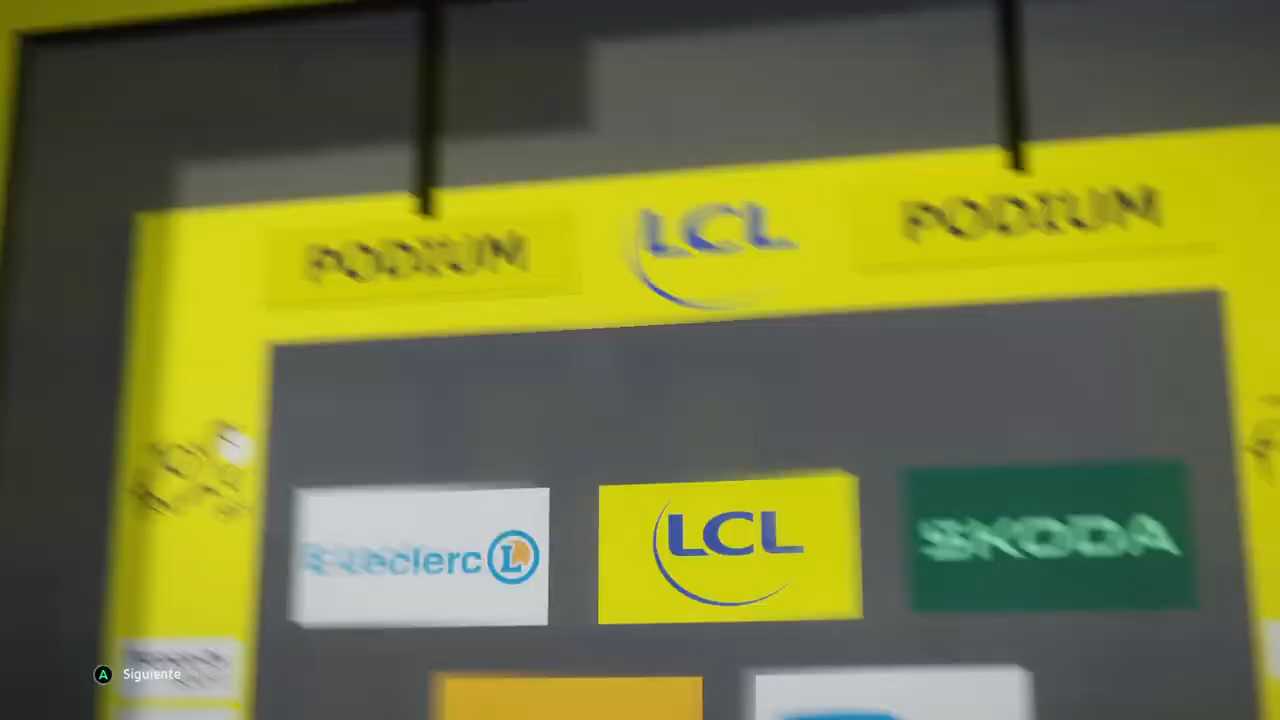 PODIUM
LCL
PODIUM
E.Leclerc L
LCL
SKODA
A Siguiente